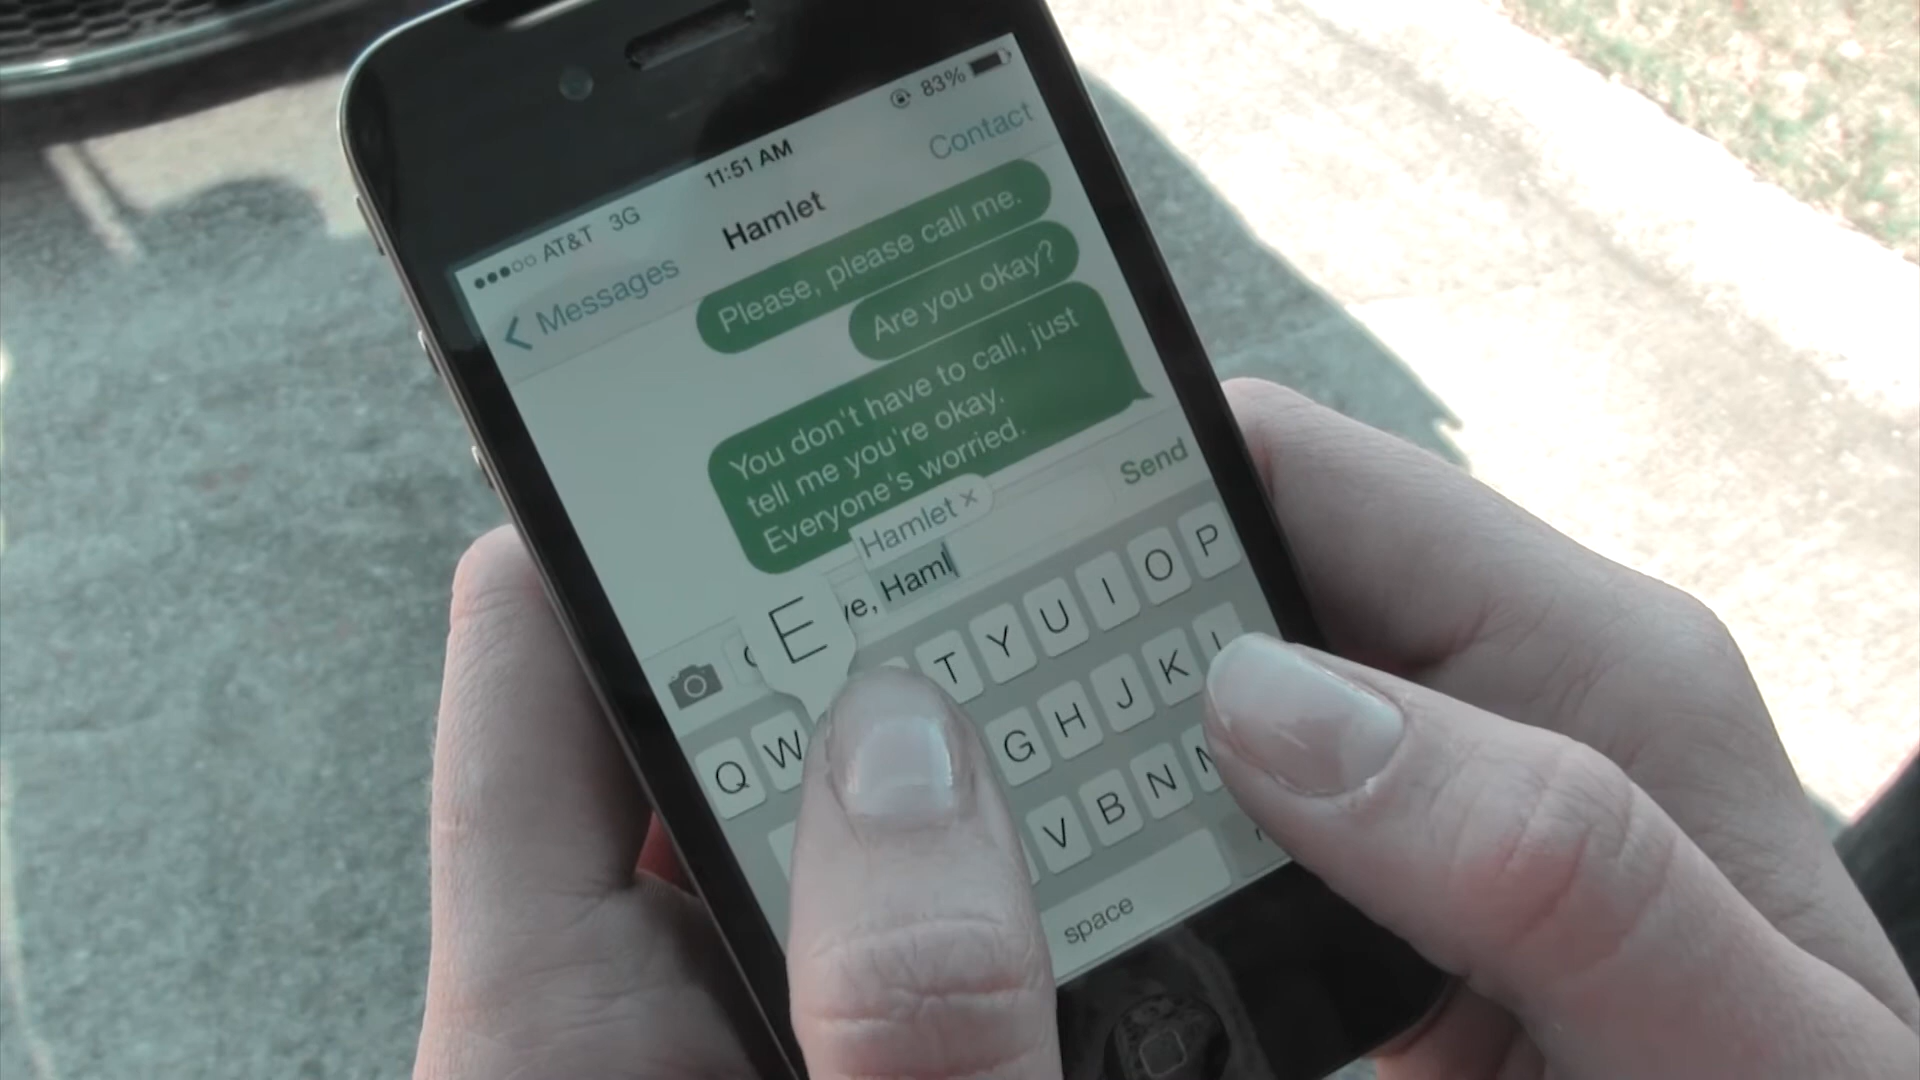 ●●●○○ AT&T 3G 11:51 AM 83%
Messages Hamlet Contact
Please, please call me.
Are you okay?
You don't have to call, just
tell me you're okay.
Everyone's worried.
Hamlet ×
Haml
Send
E
Q W T Y U I O P
G H J K
V B N
space